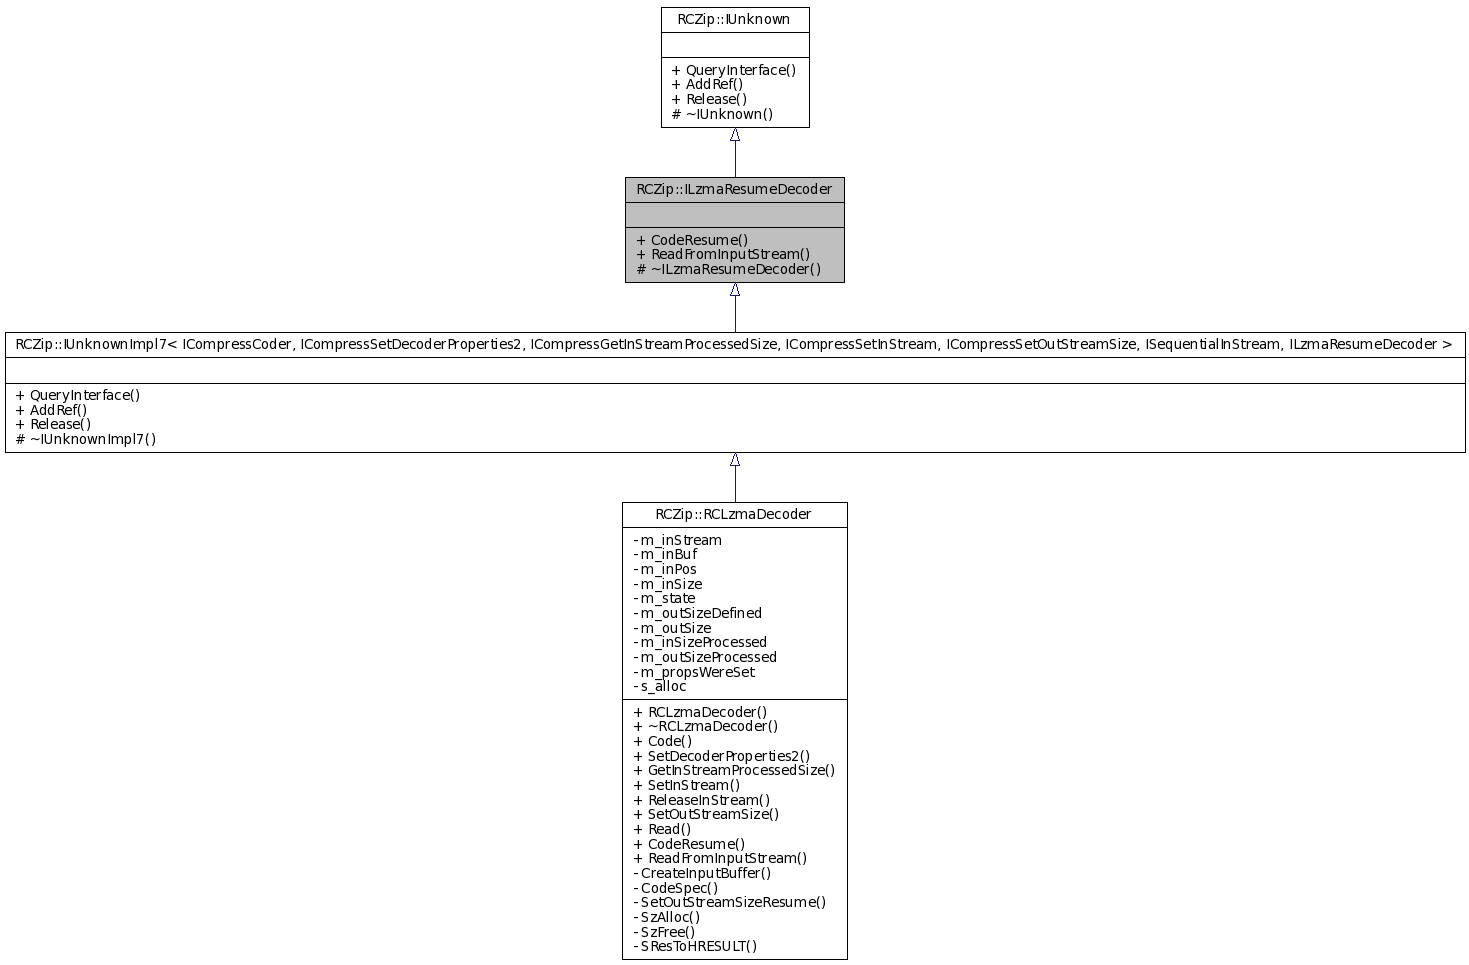 RCZip::IUnknown
+ QueryInterface()
+ AddRef()
+ Release()
# ~IUnknown()
RCZip::ILzmaResumeDecoder
+ CodeResume()
+ ReadFromInputStream()
# ~ILzmaResumeDecoder()
RCZip::IUnknownImpl7< ICompressCoder, ICompressSetDecoderProperties2, ICompressGetInStreamProcessedSize, ICompressSetInStream, ICompressSetOutStreamSize, ISequentialInStream, ILzmaResumeDecoder >
+ QueryInterface()
+ AddRef()
+ Release()
# ~IUnknownImpl7()
RCZip::RCLzmaDecoder
- m_inStream
- m_inBuf
- m_inPos
- m_inSize
- m_state
- m_outSizeDefined
- m_outSize
- m_inSizeProcessed
- m_outSizeProcessed
- m_propsWereSet
- s_alloc
+ RCLzmaDecoder()
+ ~RCLzmaDecoder()
+ Code()
+ SetDecoderProperties2()
+ GetInStreamProcessedSize()
+ SetInStream()
+ ReleaseInStream()
+ SetOutStreamSize()
+ Read()
+ CodeResume()
+ ReadFromInputStream()
- CreateInputBuffer()
- CodeSpec()
- SetOutStreamSizeResume()
- SzAlloc()
- SzFree()
- SResToHRESULT()